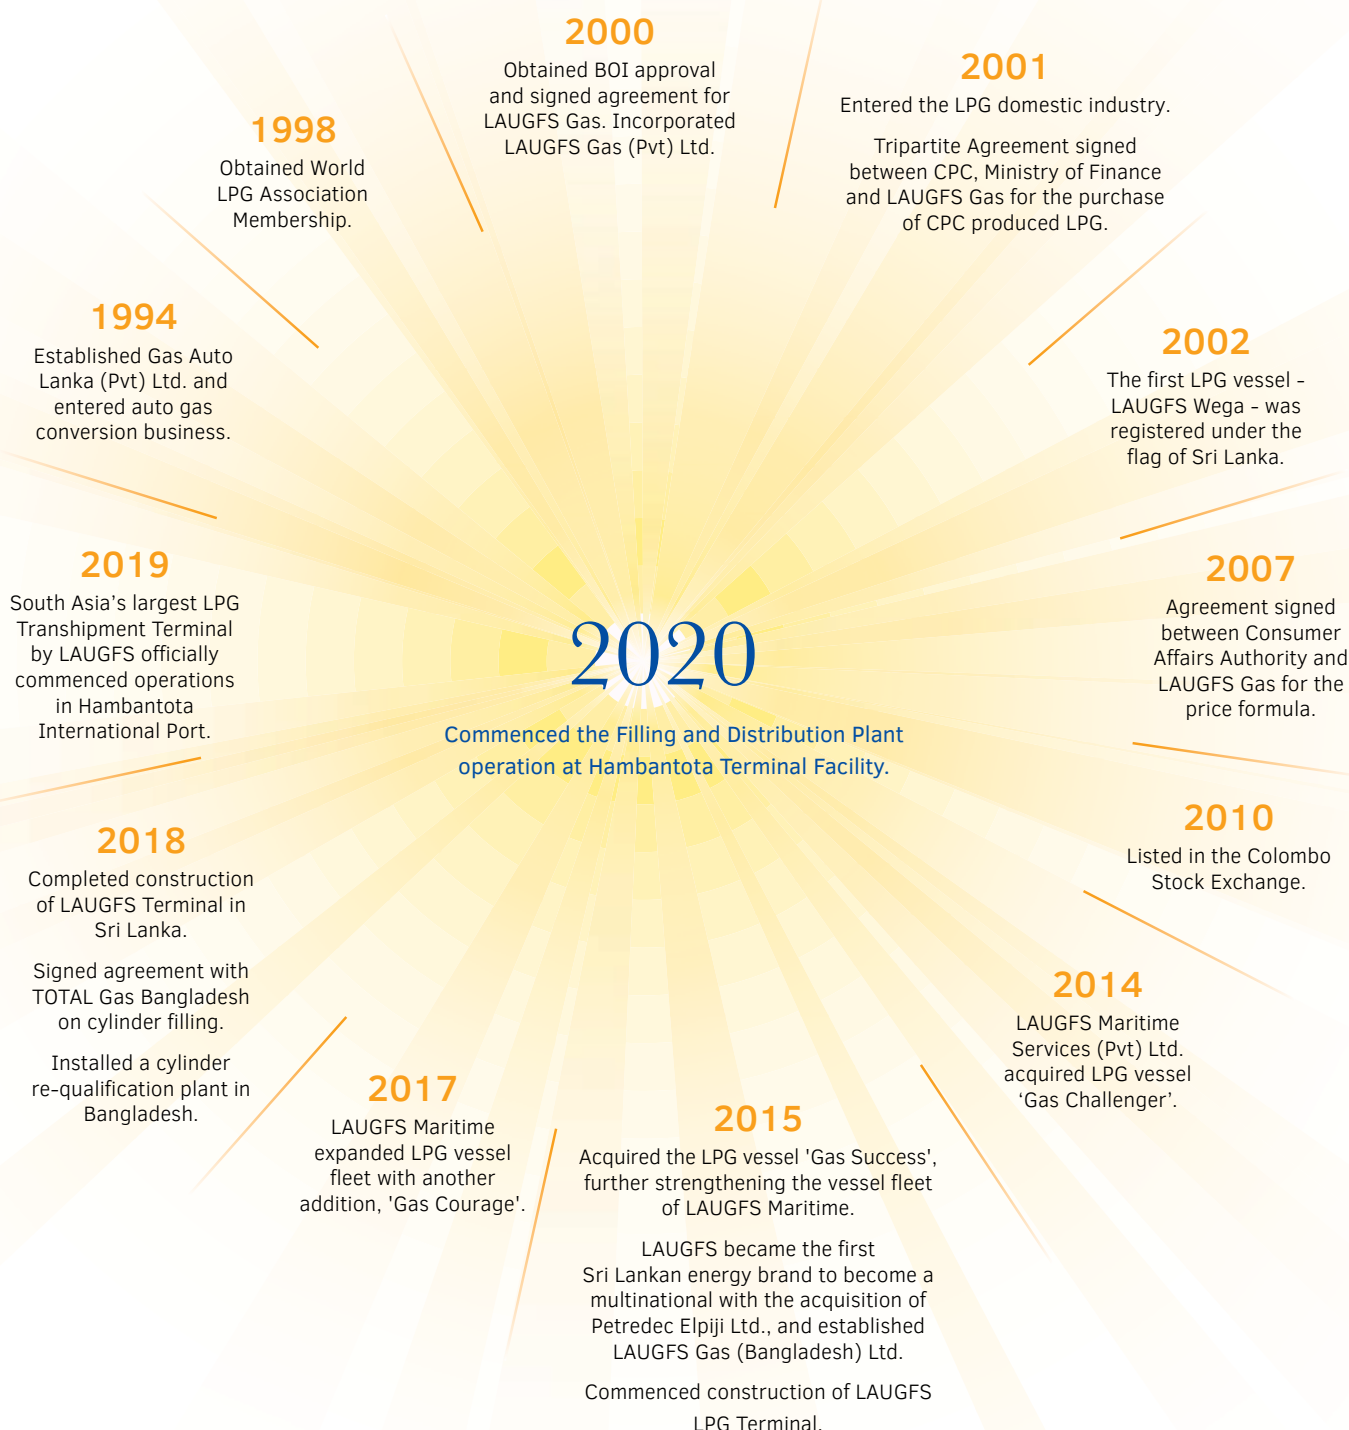 1994
Established Gas Auto
Lanka (Pvt) Ltd. and
entered auto gas
conversion business.
1998
Obtained World
LPG Association
Membership.
2000
Obtained BOI approval
and signed agreement for
LAUGFS Gas. Incorporated
LAUGFS Gas (Pvt) Ltd.
2001
Entered the LPG domestic industry.
Tripartite Agreement signed
between CPC, Ministry of Finance
and LAUGFS Gas for the purchase
of CPC produced LPG.
2002
The first LPG vessel -
LAUGFS Wega - was
registered under the
flag of Sri Lanka.
2007
Agreement signed
between Consumer
Affairs Authority and
LAUGFS Gas for the
price formula.
2010
Listed in the Colombo
Stock Exchange.
2014
LAUGFS Maritime
Services (Pvt) Ltd.
acquired LPG vessel
‘Gas Challenger’.
2015
Acquired the LPG vessel 'Gas Success',
further strengthening the vessel fleet
of LAUGFS Maritime.
LAUGFS became the first
Sri Lankan energy brand to become a
multinational with the acquisition of
Petredec Elpiji Ltd., and established
LAUGFS Gas (Bangladesh) Ltd.
Commenced construction of LAUGFS
LPG Terminal.
2017
LAUGFS Maritime
expanded LPG vessel
fleet with another
addition, 'Gas Courage'.
2018
Completed construction
of LAUGFS Terminal in
Sri Lanka.
Signed agreement with
TOTAL Gas Bangladesh
on cylinder filling.
Installed a cylinder
re-qualification plant in
Bangladesh.
2019
South Asia’s largest LPG
Transhipment Terminal
by LAUGFS officially
commenced operations
in Hambantota
International Port.
2020
Commenced the Filling and Distribution Plant
operation at Hambantota Terminal Facility.